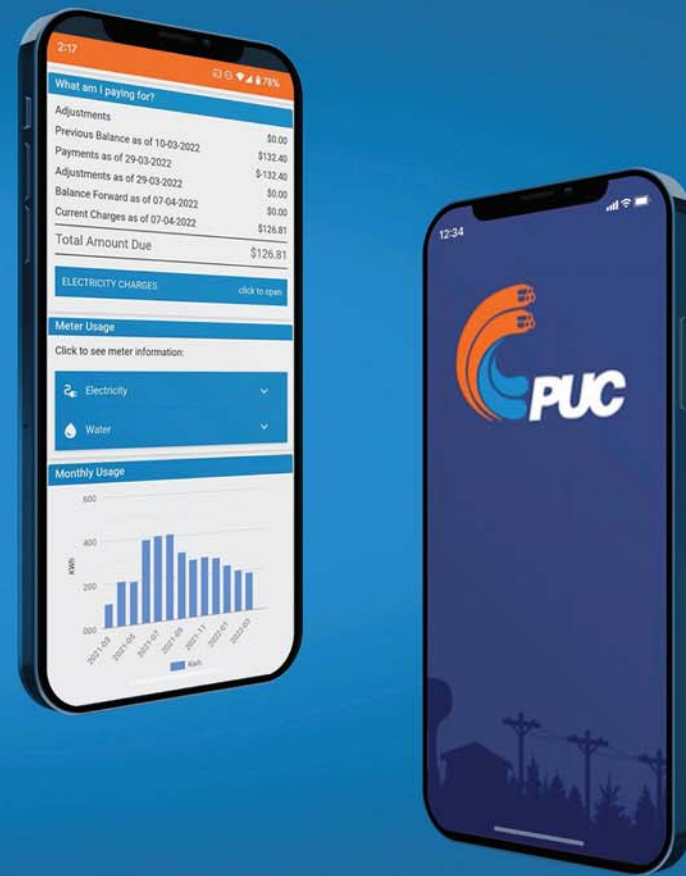 2:17
78%
What am I paying for?
Adjustments $0.00
Previous Balance as of 10-03-2022 $132.40
Payments as of 29-03-2022 $-132.40
Adjustments as of 29-03-2022 $0.00
Balance Forward as of 07-04-2022 $0.00
Current Charges as of 07-04-2022 $126.81
Total Amount Due $126.81
ELECTRICITY CHARGES click to open
Meter Usage
Click to see meter information:
Electricity
Water
Monthly Usage
600
400
200
000
KWh
2021-03
2021-05
2021-07
2021-09
2021-11
2022-01
2022-03
Kwh
12:34
PUC